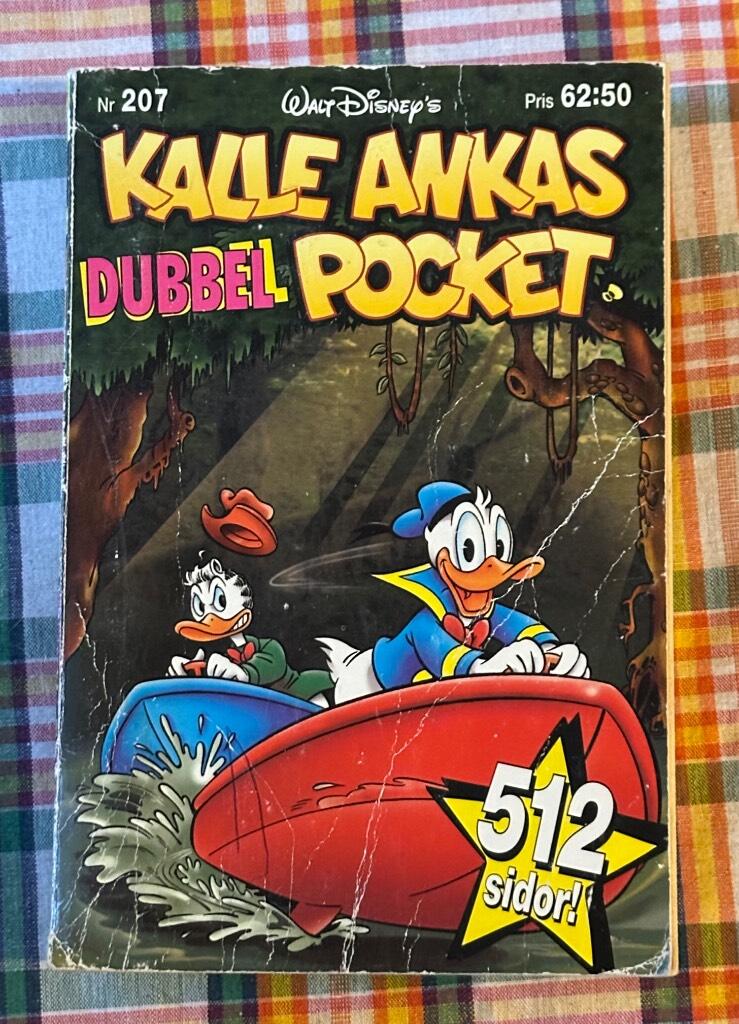 Nr 207
WALT DISNEY'S
Pris 62:50
KALLE ANKAS
DUBBEL POCKET
512
sidor!